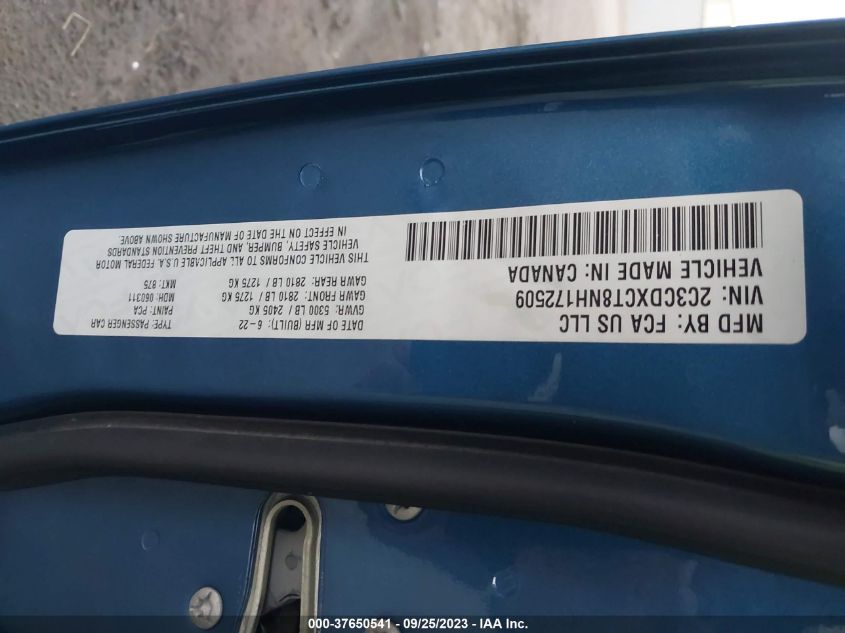 MFD BY: FCA US LLC
VIN: 2C3CDXCT8NH172509
VEHICLE MADE IN: CANADA
DATE OF MFR (BUILT): 6-22
TYPE: PASSENGER CAR
GVWR: 5300 LB / 2405 KG
PAINT: PCA
GAWR FRONT: 2810 LB / 1275 KG
MDH: 060311
GAWR REAR: 2810 LB / 1275 KG
MKT: 875
THIS VEHICLE CONFORMS TO ALL APPLICABLE U.S.A. FEDERAL MOTOR
VEHICLE SAFETY, BUMPER, AND THEFT PREVENTION STANDARDS
IN EFFECT ON THE DATE OF MANUFACTURE SHOWN ABOVE.
000-37650541 / 09/25/2023 - IAA Inc.